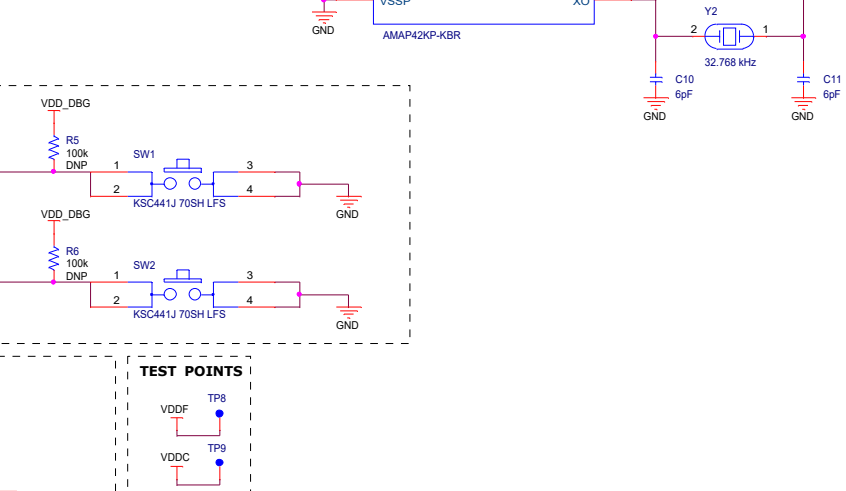 VSSP
XO
GND
AMAP42KP-KBR
Y2
2
1
32.768 kHz
C10
6pF
GND
C11
6pF
GND
VDD_DBG
R5
100k
DNP
SW1
1
2
3
4
KSC441J 70SH LFS
GND
VDD_DBG
R6
100k
DNP
SW2
1
2
3
4
KSC441J 70SH LFS
GND
TEST POINTS
TP8
VDDF
TP9
VDDC